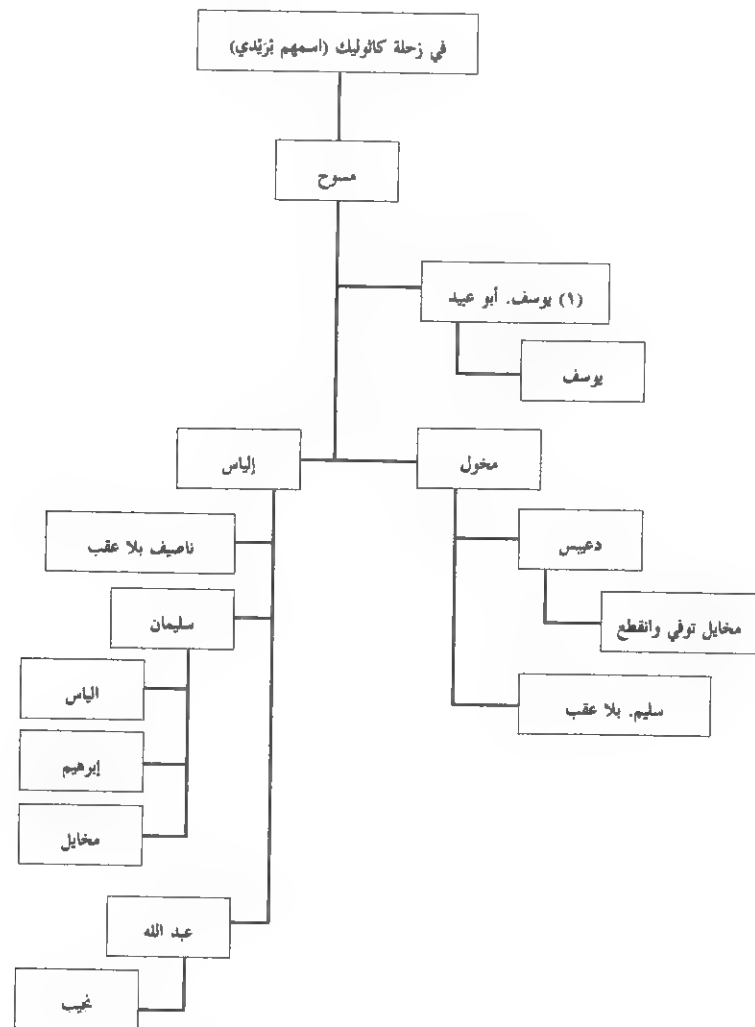 في زحلة كاثوليك (اسمهم بْرَيْدي)
مسوح
(١) يوسف. أبو عبيد
يوسف
مخول
إلياس
دعيبس
ناصيف بلا عقب
سليمان
مخايل توفي وانقطع
الياس
سليم. بلا عقب
إبرهيم
مخايل
عبد الله
نجيب